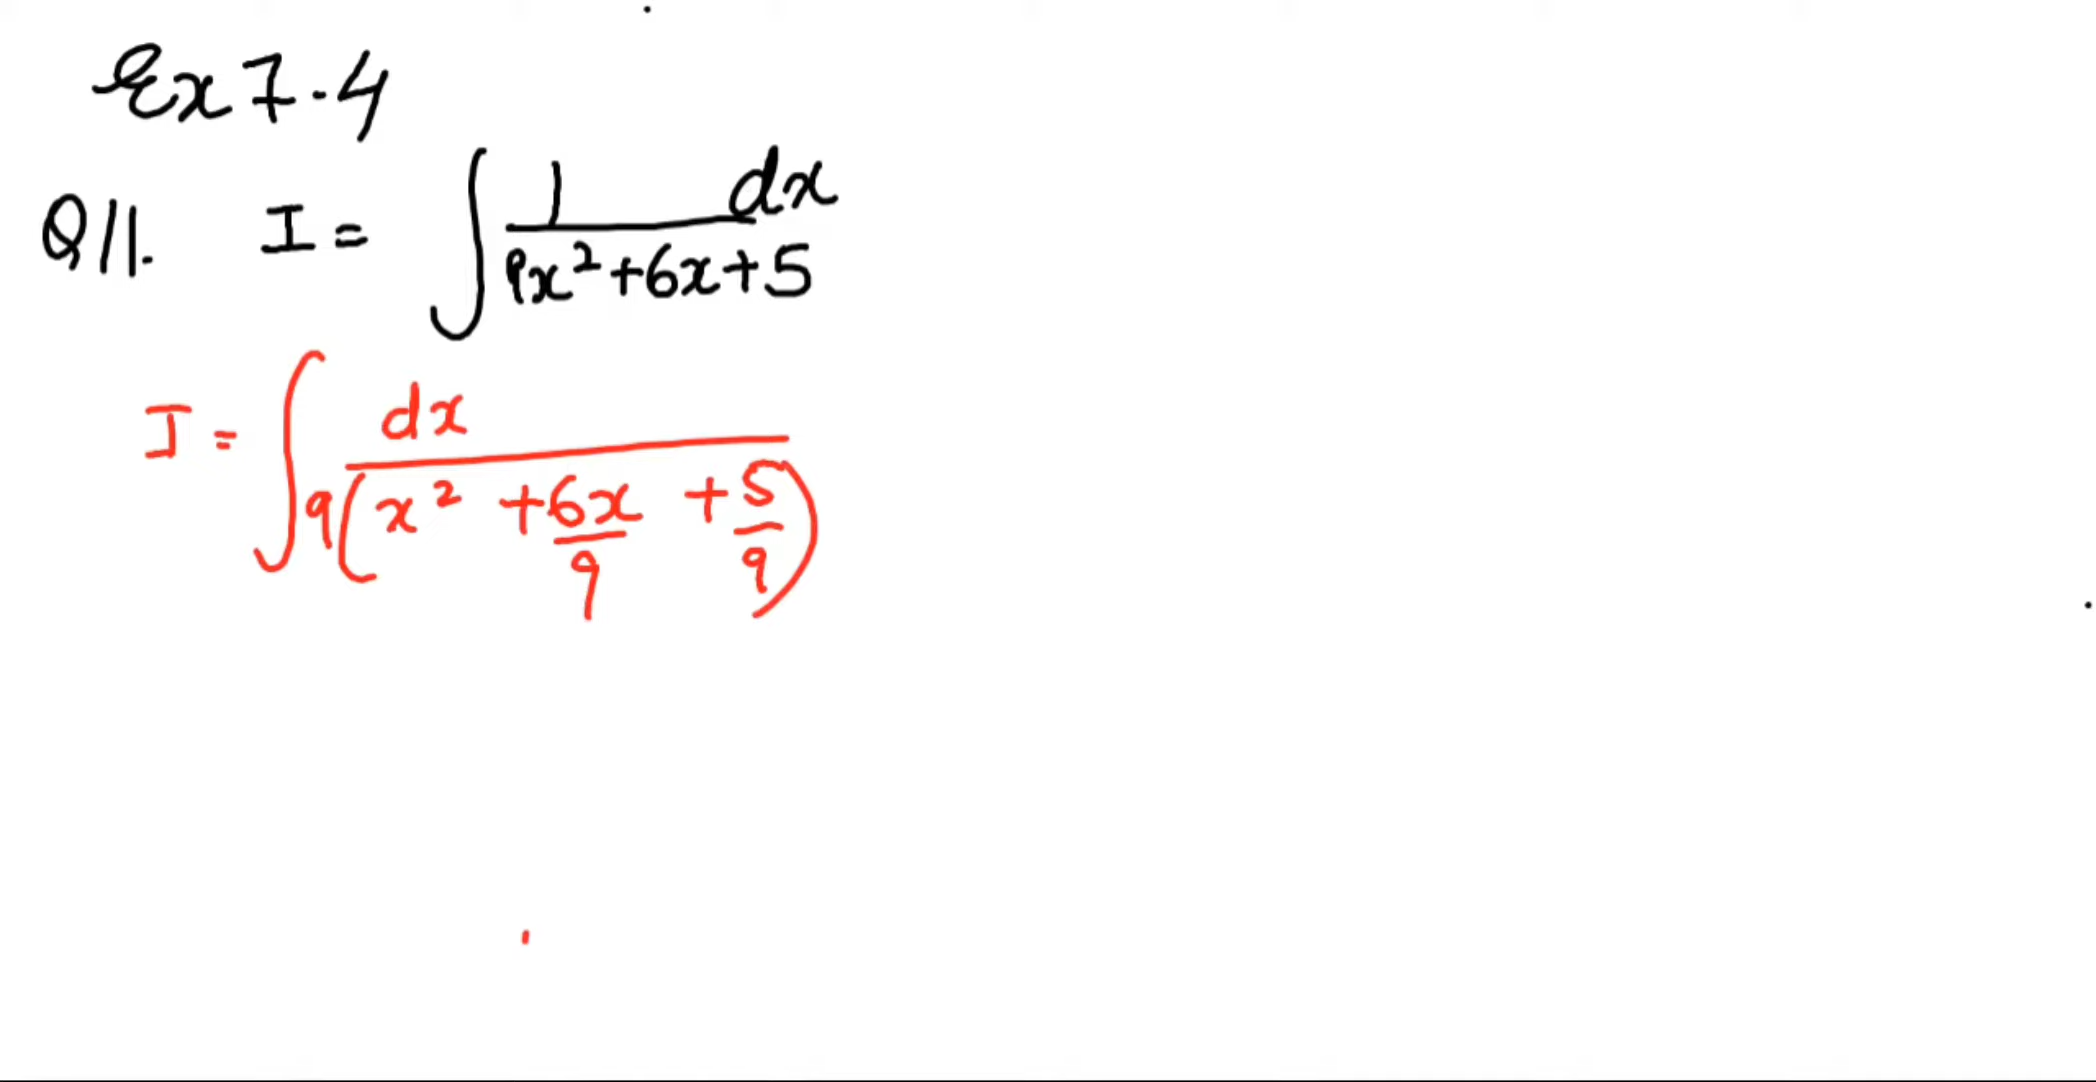 Ex 7.4
Q11. I = ∫ 1 dx / (9x² + 6x + 5)
I = ∫ dx / 9(x² + 6x/9 + 5/9)